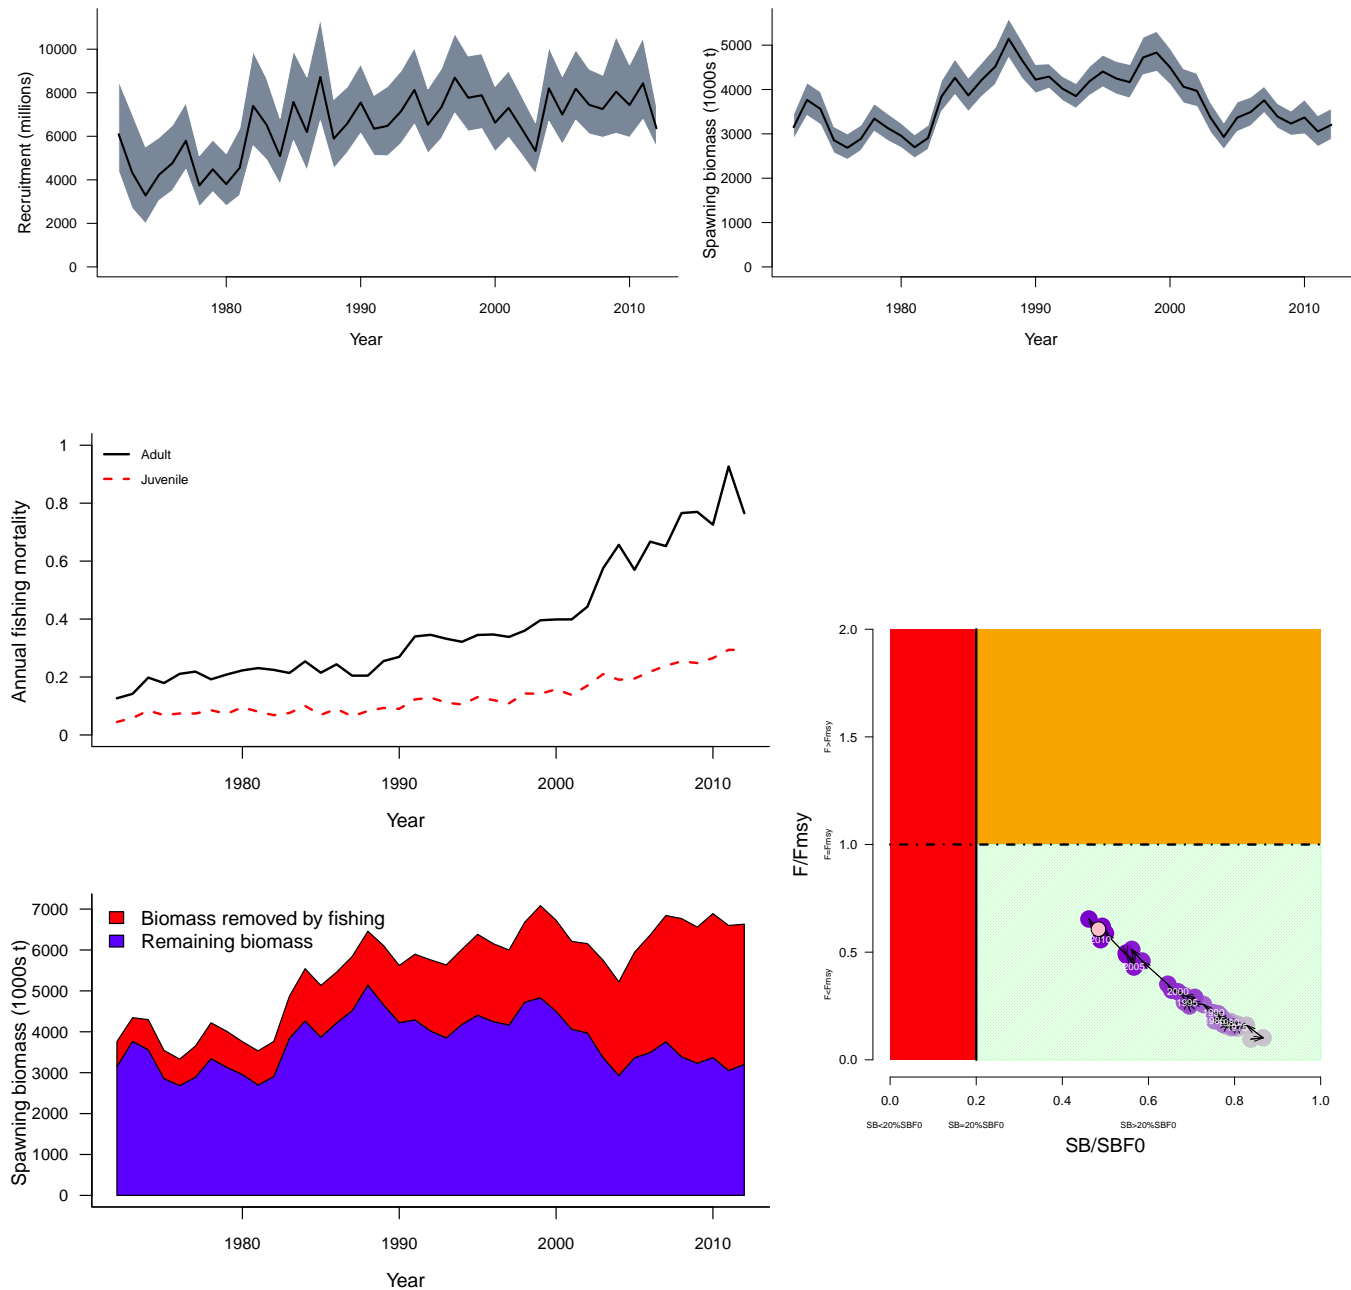 Recruitment (millions)
10000
8000
6000
4000
2000
0
1980
1990
2000
2010
Year
Spawning biomass (1000s t)
5000
4000
3000
2000
1000
0
1980
1990
2000
2010
Year
Annual fishing mortality
1
0.8
0.6
0.4
0.2
0
Adult
Juvenile
1980
1990
2000
2010
Year
Spawning biomass (1000s t)
7000
6000
5000
4000
3000
2000
1000
0
Biomass removed by fishing
Remaining biomass
1980
1990
2000
2010
Year
F/Fmsy
F>Fmsy
F=Fmsy
F<Fmsy
2.0
1.5
1.0
0.5
0.0
2010
2005
2000
1995
0.0
0.2
0.4
0.6
0.8
1.0
SB<20%SBF0
SB=20%SBF0
SB>20%SBF0
SB/SBF0